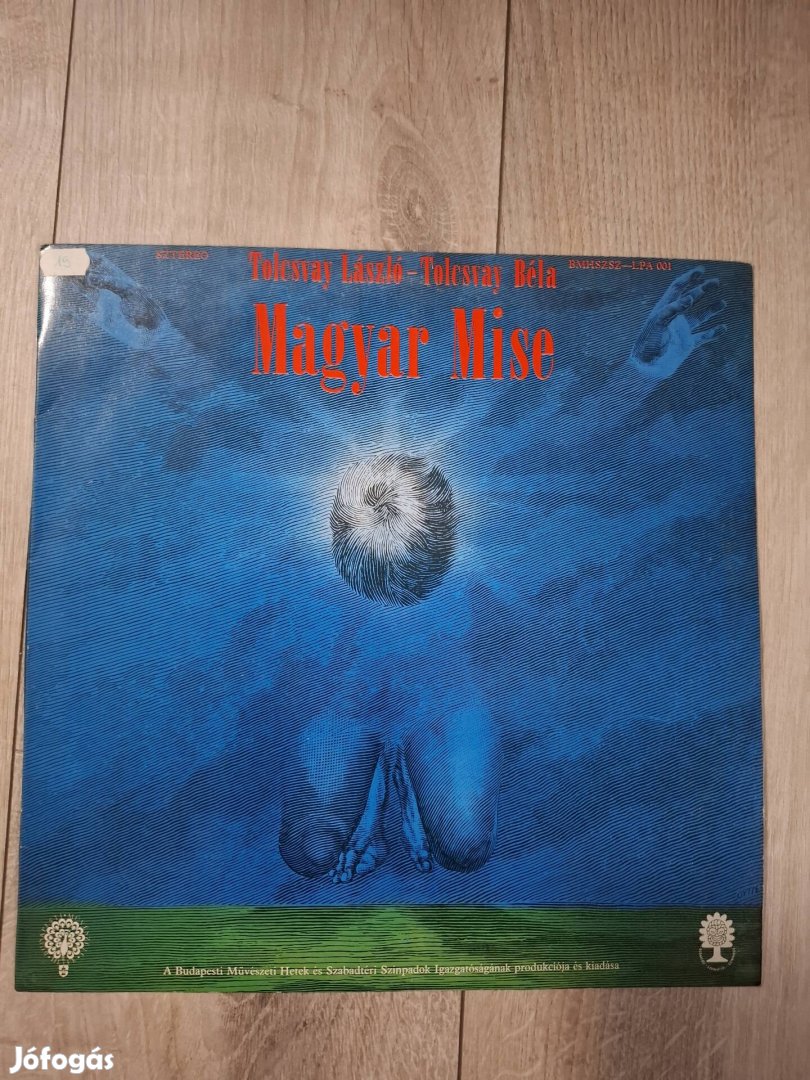 15
SZTEREO
Tolcsvay László – Tolcsvay Béla
BMHSZSZ—LPA 001
Magyar Mise
A Budapesti Művészeti Hetek és Szabadtéri Színpadok Igazgatóságának produkciója és kiadása
Jófogás